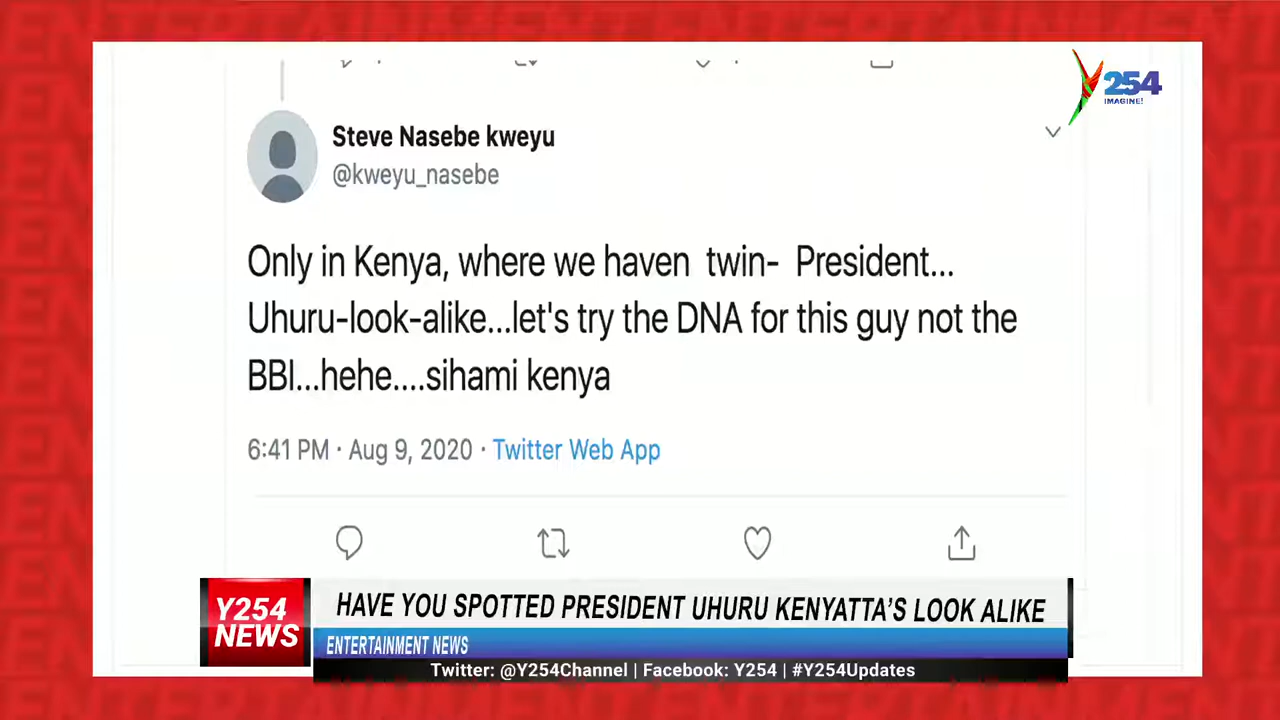 254
IMAGINE!
Steve Nasebe kweyu
@kweyu_nasebe
Only in Kenya, where we haven twin- President...
Uhuru-look-alike...let's try the DNA for this guy not the
BBI...hehe....sihami kenya
6:41 PM · Aug 9, 2020 · Twitter Web App
Y254
NEWS
HAVE YOU SPOTTED PRESIDENT UHURU KENYATTA'S LOOK ALIKE
ENTERTAINMENT NEWS
Twitter: @Y254Channel | Facebook: Y254 | #Y254Updates